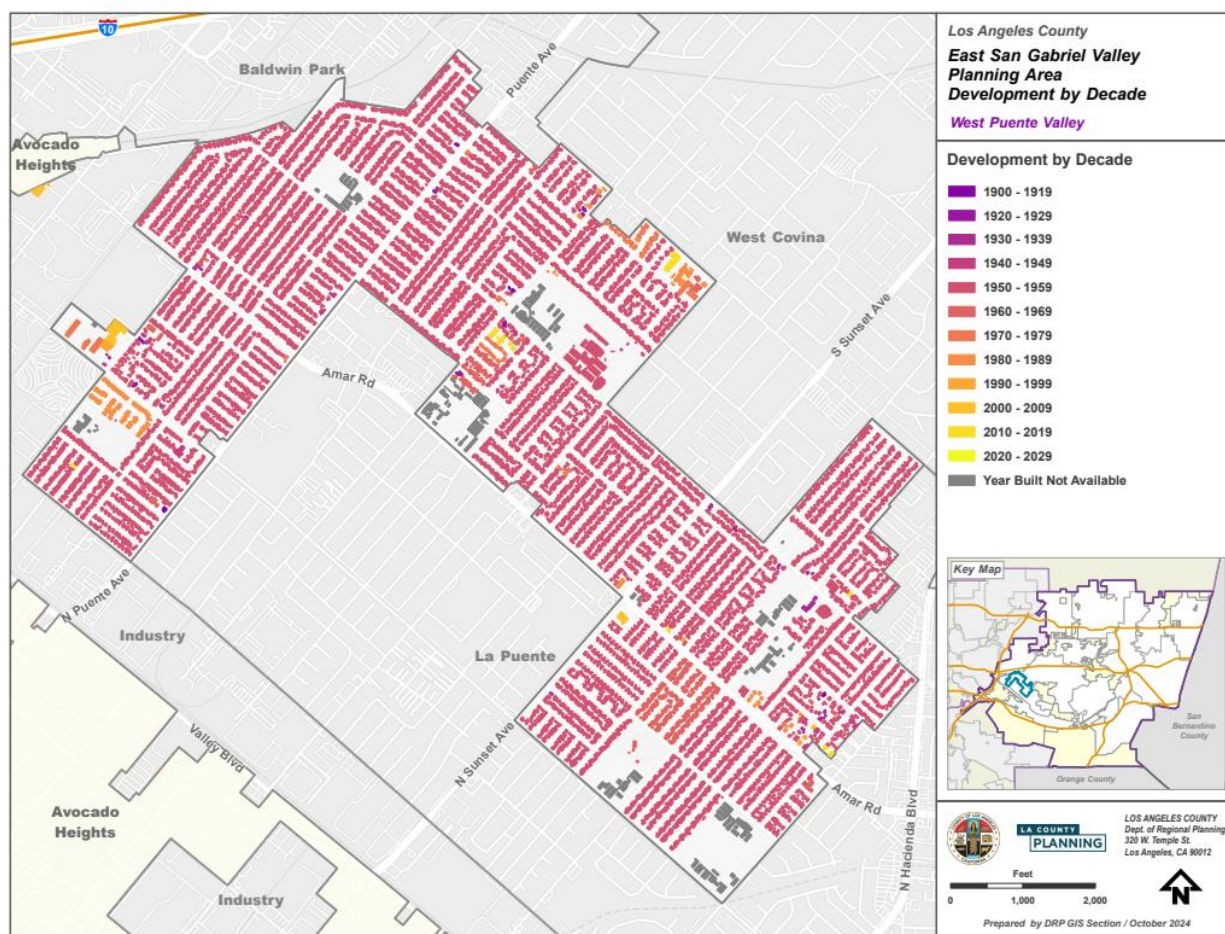 Los Angeles County
East San Gabriel Valley
Planning Area
Development by Decade
West Puente Valley
Development by Decade
1900 - 1919
1920 - 1929
1930 - 1939
1940 - 1949
1950 - 1959
1960 - 1969
1970 - 1979
1980 - 1989
1990 - 1999
2000 - 2009
2010 - 2019
2020 - 2029
Year Built Not Available
10
Baldwin Park
Puente Ave
Avocado
Heights
West Covina
S Sunset Ave
Amar Rd
N Puente Ave
Industry
La Puente
Valley Blvd
N Sunset Ave
Avocado
Heights
Amar Rd
N Hacienda Blvd
Industry
Key Map
San
Bernardino
County
Orange County
LA COUNTY
PLANNING
LOS ANGELES COUNTY
Dept. of Regional Planning
320 W. Temple St.
Los Angeles, CA 90012
Feet
0 1,000 2,000
N
Prepared by DRP GIS Section / October 2024